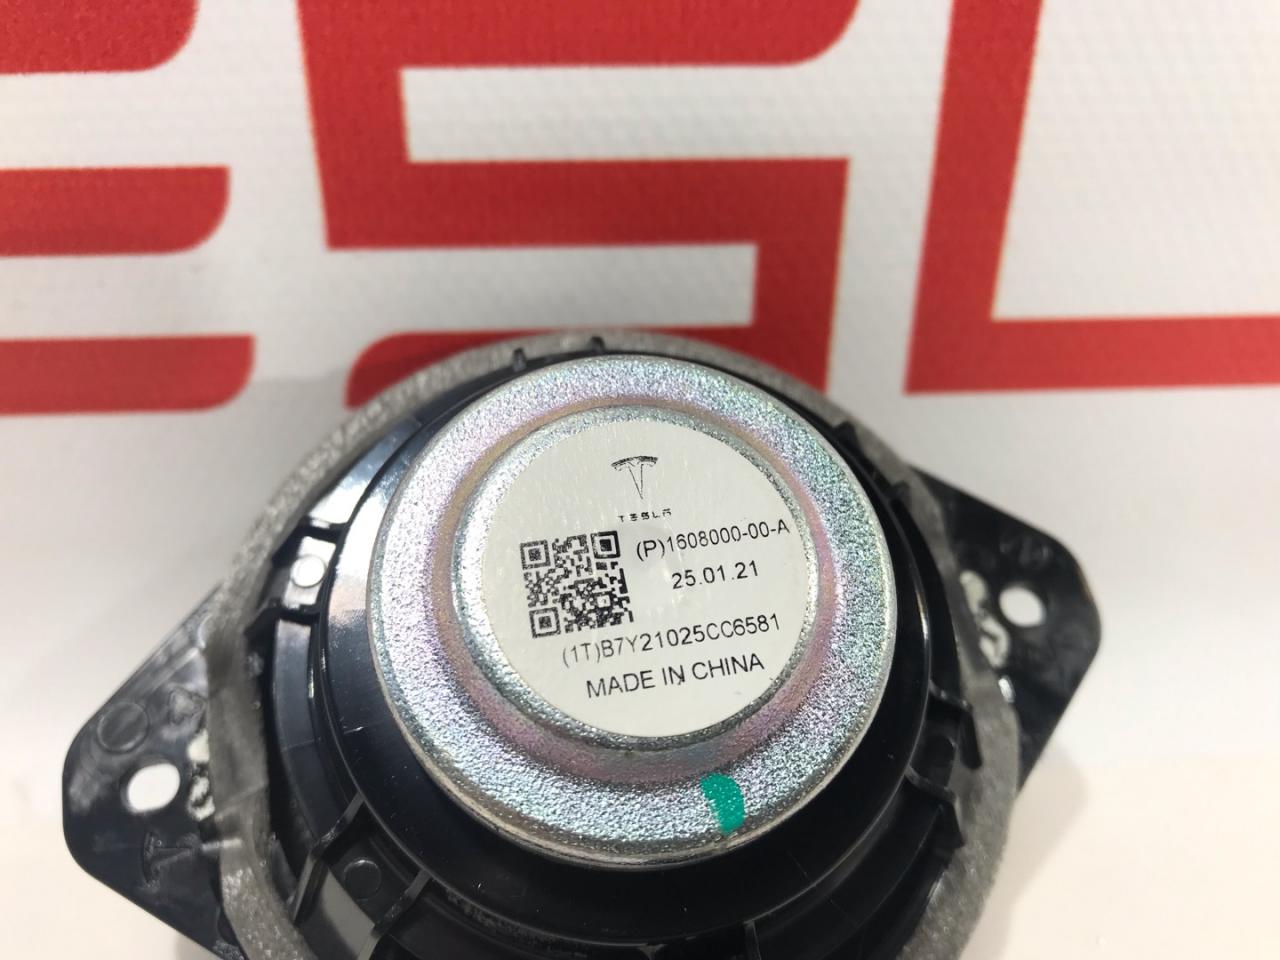 TESLA
(P)1608000-00-A
25.01.21
(1T)B7Y21025CC6581
MADE IN CHINA